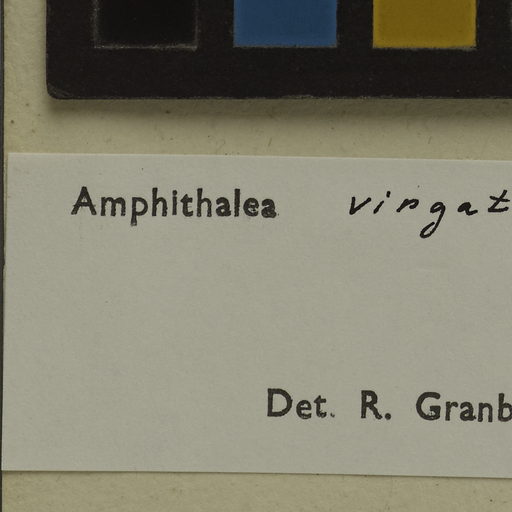 Amphithalea virgat
Det. R. Granb